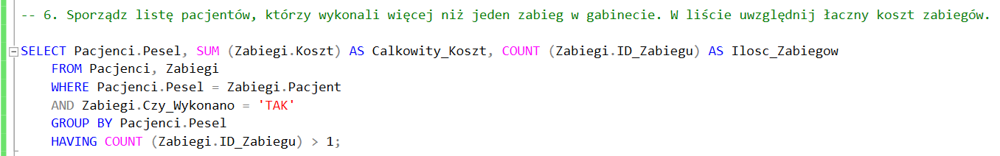 -- 6. Sporządz listę pacjentów, którzy wykonali więcej niż jeden zabieg w gabinecie. W liście uwzględnij łaczny koszt zabiegów.
SELECT Pacjenci.Pesel, SUM (Zabiegi.Koszt) AS Calkowity_Koszt, COUNT (Zabiegi.ID_Zabiegu) AS Ilosc_Zabiegow
FROM Pacjenci, Zabiegi
WHERE Pacjenci.Pesel = Zabiegi.Pacjent
AND Zabiegi.Czy_Wykonano = 'TAK'
GROUP BY Pacjenci.Pesel
HAVING COUNT (Zabiegi.ID_Zabiegu) > 1;